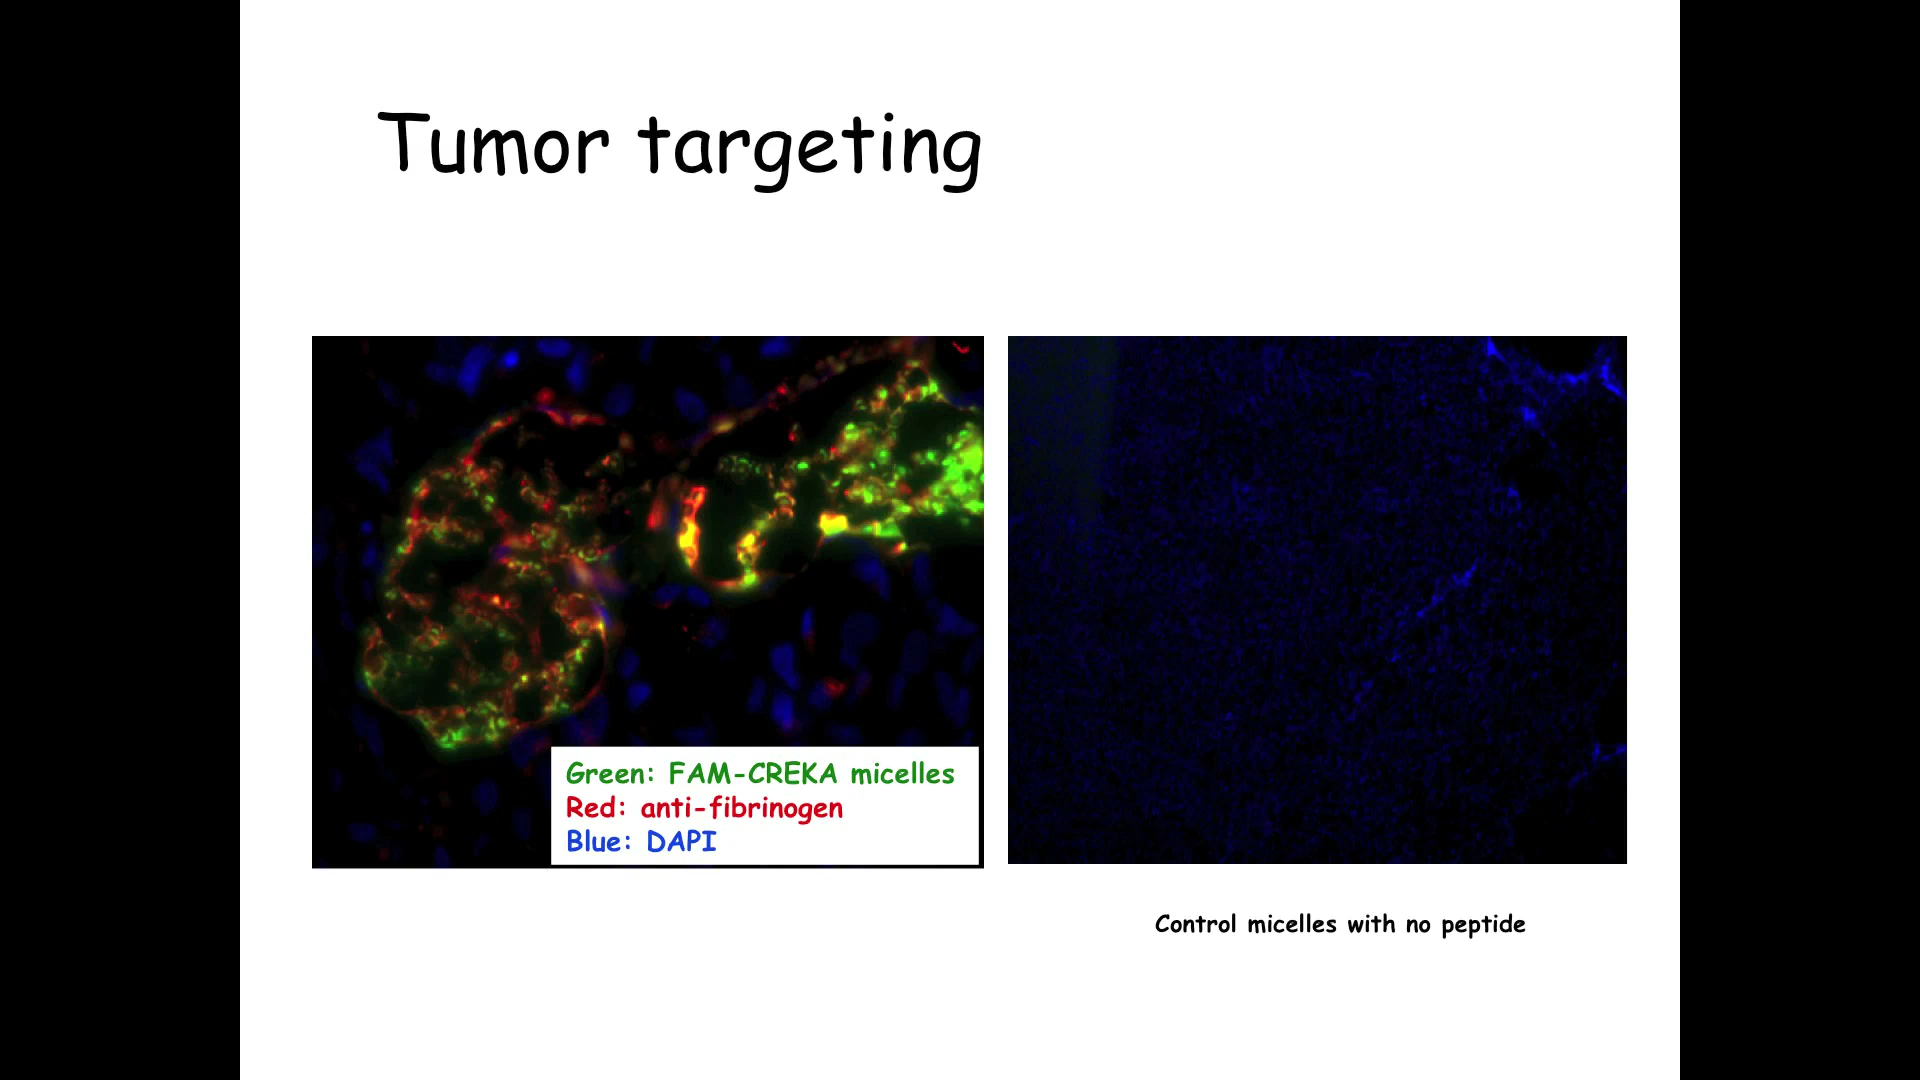 Tumor targeting
Green: FAM-CREKA micelles
Red: anti-fibrinogen
Blue: DAPI
Control micelles with no peptide